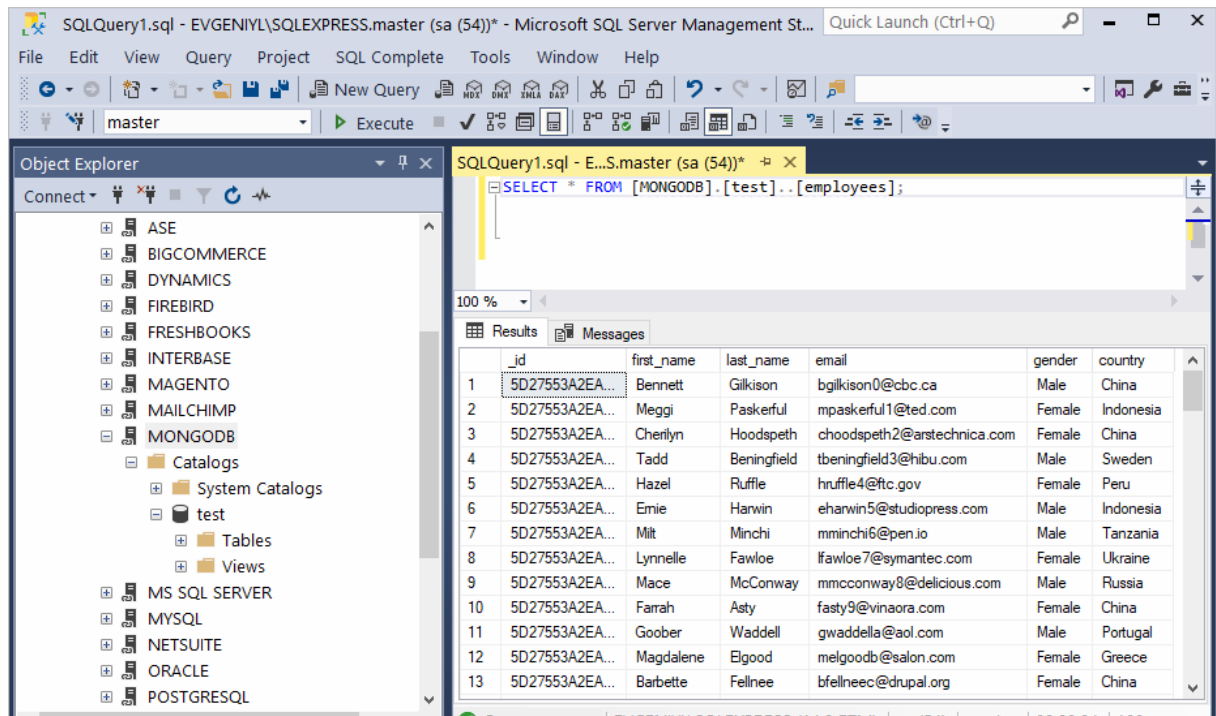 SQLQuery1.sql - EVGENIYL\SQLEXPRESS.master (sa (54))* - Microsoft SQL Server Management St...
Quick Launch (Ctrl+Q)
File Edit View Query Project SQL Complete Tools Window Help
New Query MDX DMX XMLA DAX
master Execute
Object Explorer
Connect
ASE
BIGCOMMERCE
DYNAMICS
FIREBIRD
FRESHBOOKS
INTERBASE
MAGENTO
MAILCHIMP
MONGODB
Catalogs
System Catalogs
test
Tables
Views
MS SQL SERVER
MYSQL
NETSUITE
ORACLE
POSTGRESQL
SQLQuery1.sql - E...S.master (sa (54))*
SELECT * FROM [MONGODB].[test]..[employees];
100 %
Results Messages
_id first_name last_name email gender country
1 5D27553A2EA... Bennett Gilkison bgilkison0@cbc.ca Male China
2 5D27553A2EA... Meggi Paskerful mpaskerful1@ted.com Female Indonesia
3 5D27553A2EA... Cherilyn Hoodspeth choodspeth2@arstechnica.com Female China
4 5D27553A2EA... Tadd Beningfield tbeningfield3@hibu.com Male Sweden
5 5D27553A2EA... Hazel Ruffle hruffle4@ftc.gov Female Peru
6 5D27553A2EA... Ernie Harwin eharwin5@studiopress.com Male Indonesia
7 5D27553A2EA... Milt Minchi mminchi6@pen.io Male Tanzania
8 5D27553A2EA... Lynnelle Fawloe lfawloe7@symantec.com Female Ukraine
9 5D27553A2EA... Mace McConway mmcconway8@delicious.com Male Russia
10 5D27553A2EA... Farrah Asty fasty9@vinaora.com Female China
11 5D27553A2EA... Goober Waddell gwaddella@aol.com Male Portugal
12 5D27553A2EA... Magdalene Elgood melgoodb@salon.com Female Greece
13 5D27553A2EA... Barbette Fellnee bfellneec@drupal.org Female China